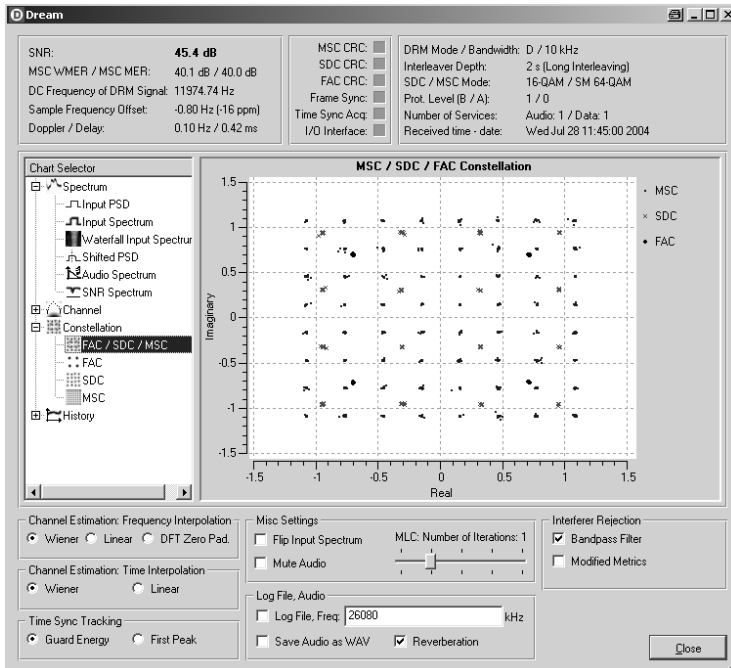 Dream
SNR: 45.4 dB
MSC WMER / MSC MER: 40.1 dB / 40.0 dB
DC Frequency of DRM Signal: 11974.74 Hz
Sample Frequency Offset: -0.80 Hz (-16 ppm)
Doppler / Delay: 0.10 Hz / 0.42 ms
MSC CRC:
SDC CRC:
FAC CRC:
Frame Sync:
Time Sync Acq:
I/O Interface:
DRM Mode / Bandwidth: D / 10 kHz
Interleaver Depth: 2 s (Long Interleaving)
SDC / MSC Mode: 16-QAM / SM 64-QAM
Prot. Level (B / A): 1 / 0
Number of Services: Audio: 1 / Data: 1
Received time - date: Wed Jul 28 11:45:00 2004
Chart Selector
Spectrum
Input PSD
Input Spectrum
Waterfall Input Spectrur
Shifted PSD
Audio Spectrum
SNR Spectrum
Channel
Constellation
FAC / SDC / MSC
FAC
SDC
MSC
History
MSC / SDC / FAC Constellation
1.5
1
0.5
0
-0.5
-1
-1.5
Imaginary
-1.5 -1 -0.5 0 0.5 1 1.5
Real
MSC
SDC
FAC
Channel Estimation: Frequency Interpolation
Wiener Linear DFT Zero Pad.
Channel Estimation: Time Interpolation
Wiener Linear
Time Sync Tracking
Guard Energy First Peak
Misc Settings
Flip Input Spectrum
Mute Audio
MLC: Number of Iterations: 1
Log File, Audio
Log File, Freq: 26080 kHz
Save Audio as WAV Reverberation
Interferer Rejection
Bandpass Filter
Modified Metrics
Close